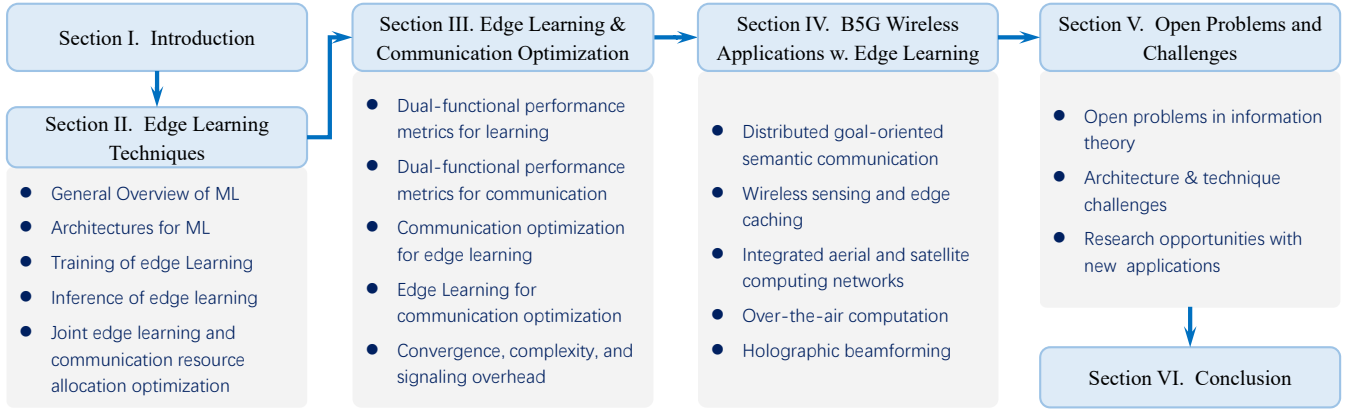 Section I. Introduction
Section II. Edge Learning
Techniques
General Overview of ML
Architectures for ML
Training of edge Learning
Inference of edge learning
Joint edge learning and
communication resource
allocation optimization
Section III. Edge Learning &
Communication Optimization
Dual-functional performance
metrics for learning
Dual-functional performance
metrics for communication
Communication optimization
for edge learning
Edge Learning for
communication optimization
Convergence, complexity, and
signaling overhead
Section IV. B5G Wireless
Applications w. Edge Learning
Distributed goal-oriented
semantic communication
Wireless sensing and edge
caching
Integrated aerial and satellite
computing networks
Over-the-air computation
Holographic beamforming
Section V. Open Problems and
Challenges
Open problems in information
theory
Architecture & technique
challenges
Research opportunities with
new applications
Section VI. Conclusion